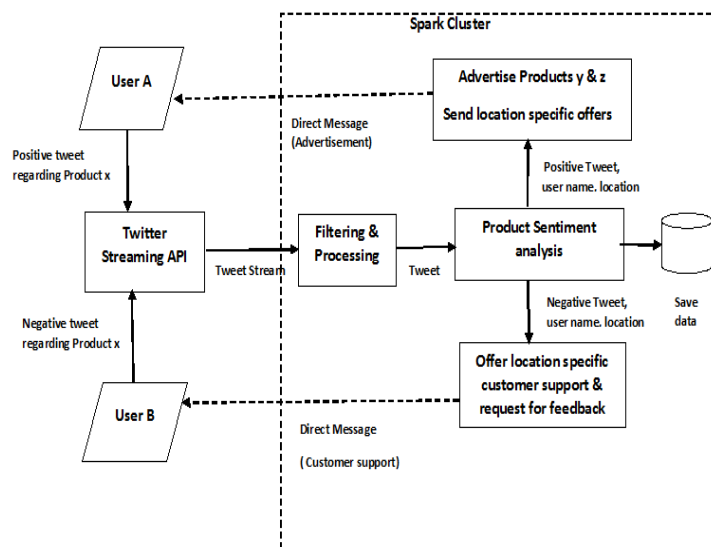 Spark Cluster
User A
Advertise Products y & z
Send location specific offers
Direct Message
(Advertisement)
Positive tweet
regarding Product x
Positive Tweet,
user name. location
Twitter
Streaming API
Tweet Stream
Filtering &
Processing
Tweet
Product Sentiment
analysis
Save
data
Negative tweet
regarding Product x
Negative Tweet,
user name. location
Offer location specific
customer support &
request for feedback
User B
Direct Message
( Customer support)